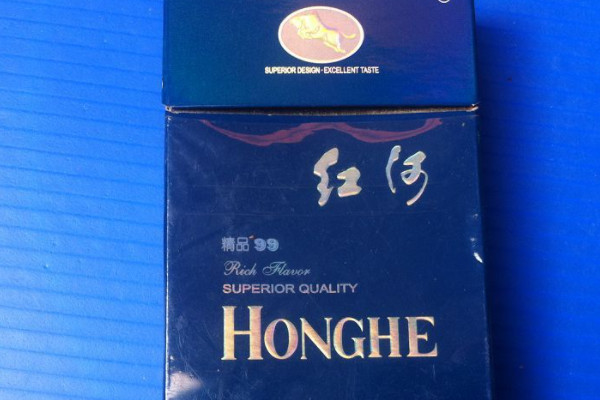 SUPERIOR DESIGN·EXCELLENT TASTE
红河
精品'99
Rich Flavor
SUPERIOR QUALITY
HONGHE